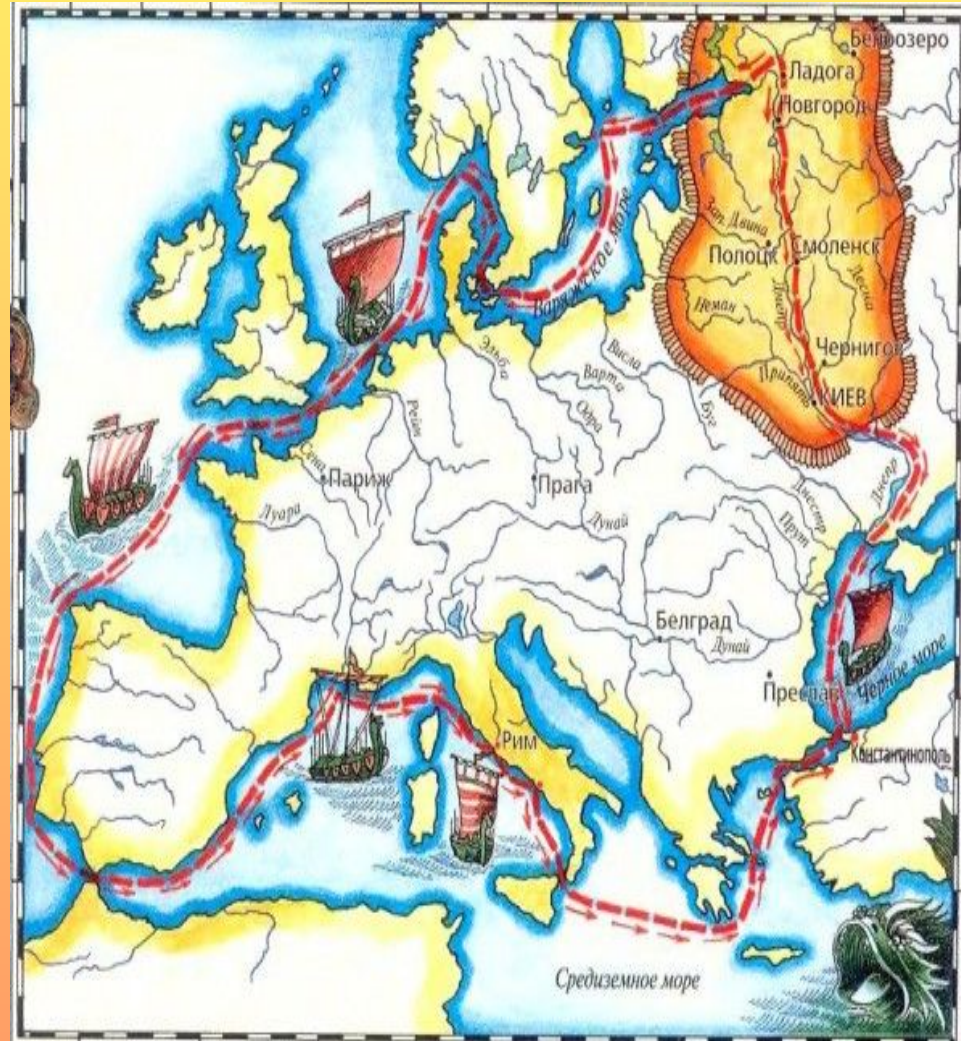 Белоозеро
Ладога
Новгород
Зап. Двина
Полоцк
Смоленск
Десна
Варяжское море
Неман
Днепр
Чернигов
Припять
КИЕВ
Эльба
Висла
Варта
Одра
Буг
Рейн
Сена
Париж
Прага
Луара
Дунай
Днестр
Прут
Днепр
Белград
Дунай
Преслав
Черное море
Рим
Константинополь
Средиземное море